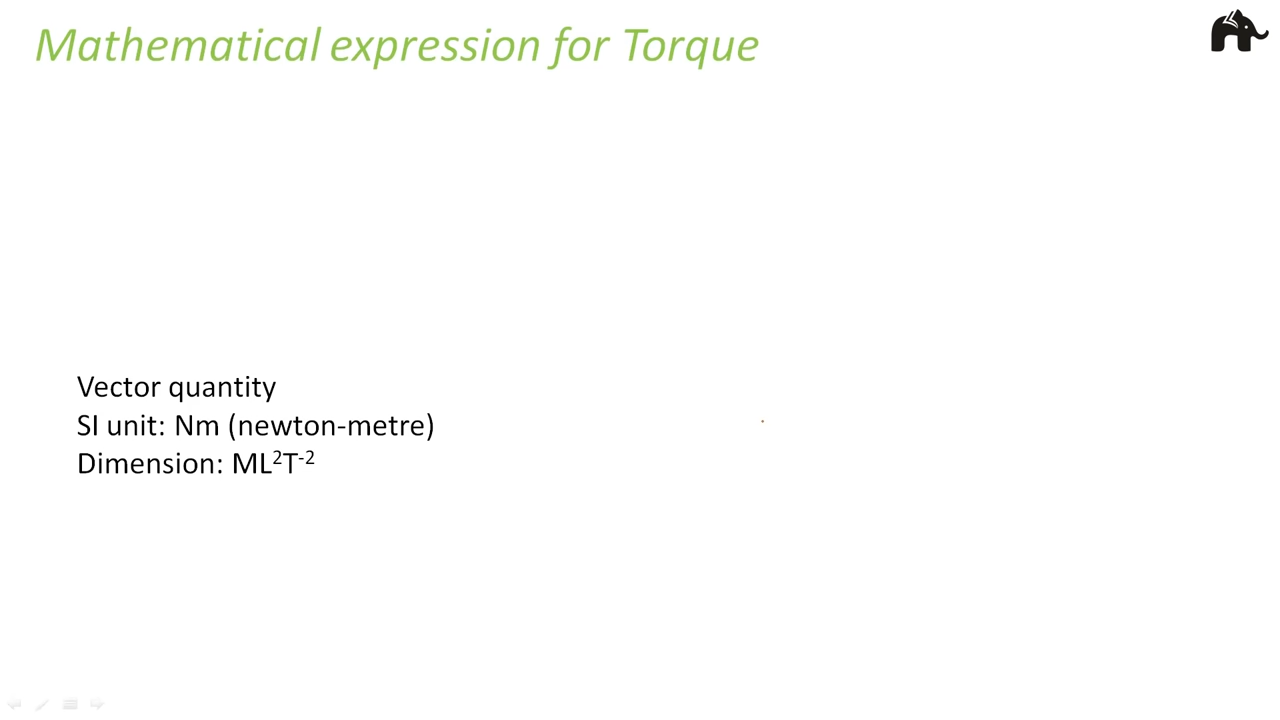 Mathematical expression for Torque
Vector quantity
SI unit: Nm (newton-metre)
Dimension: ML²T⁻²